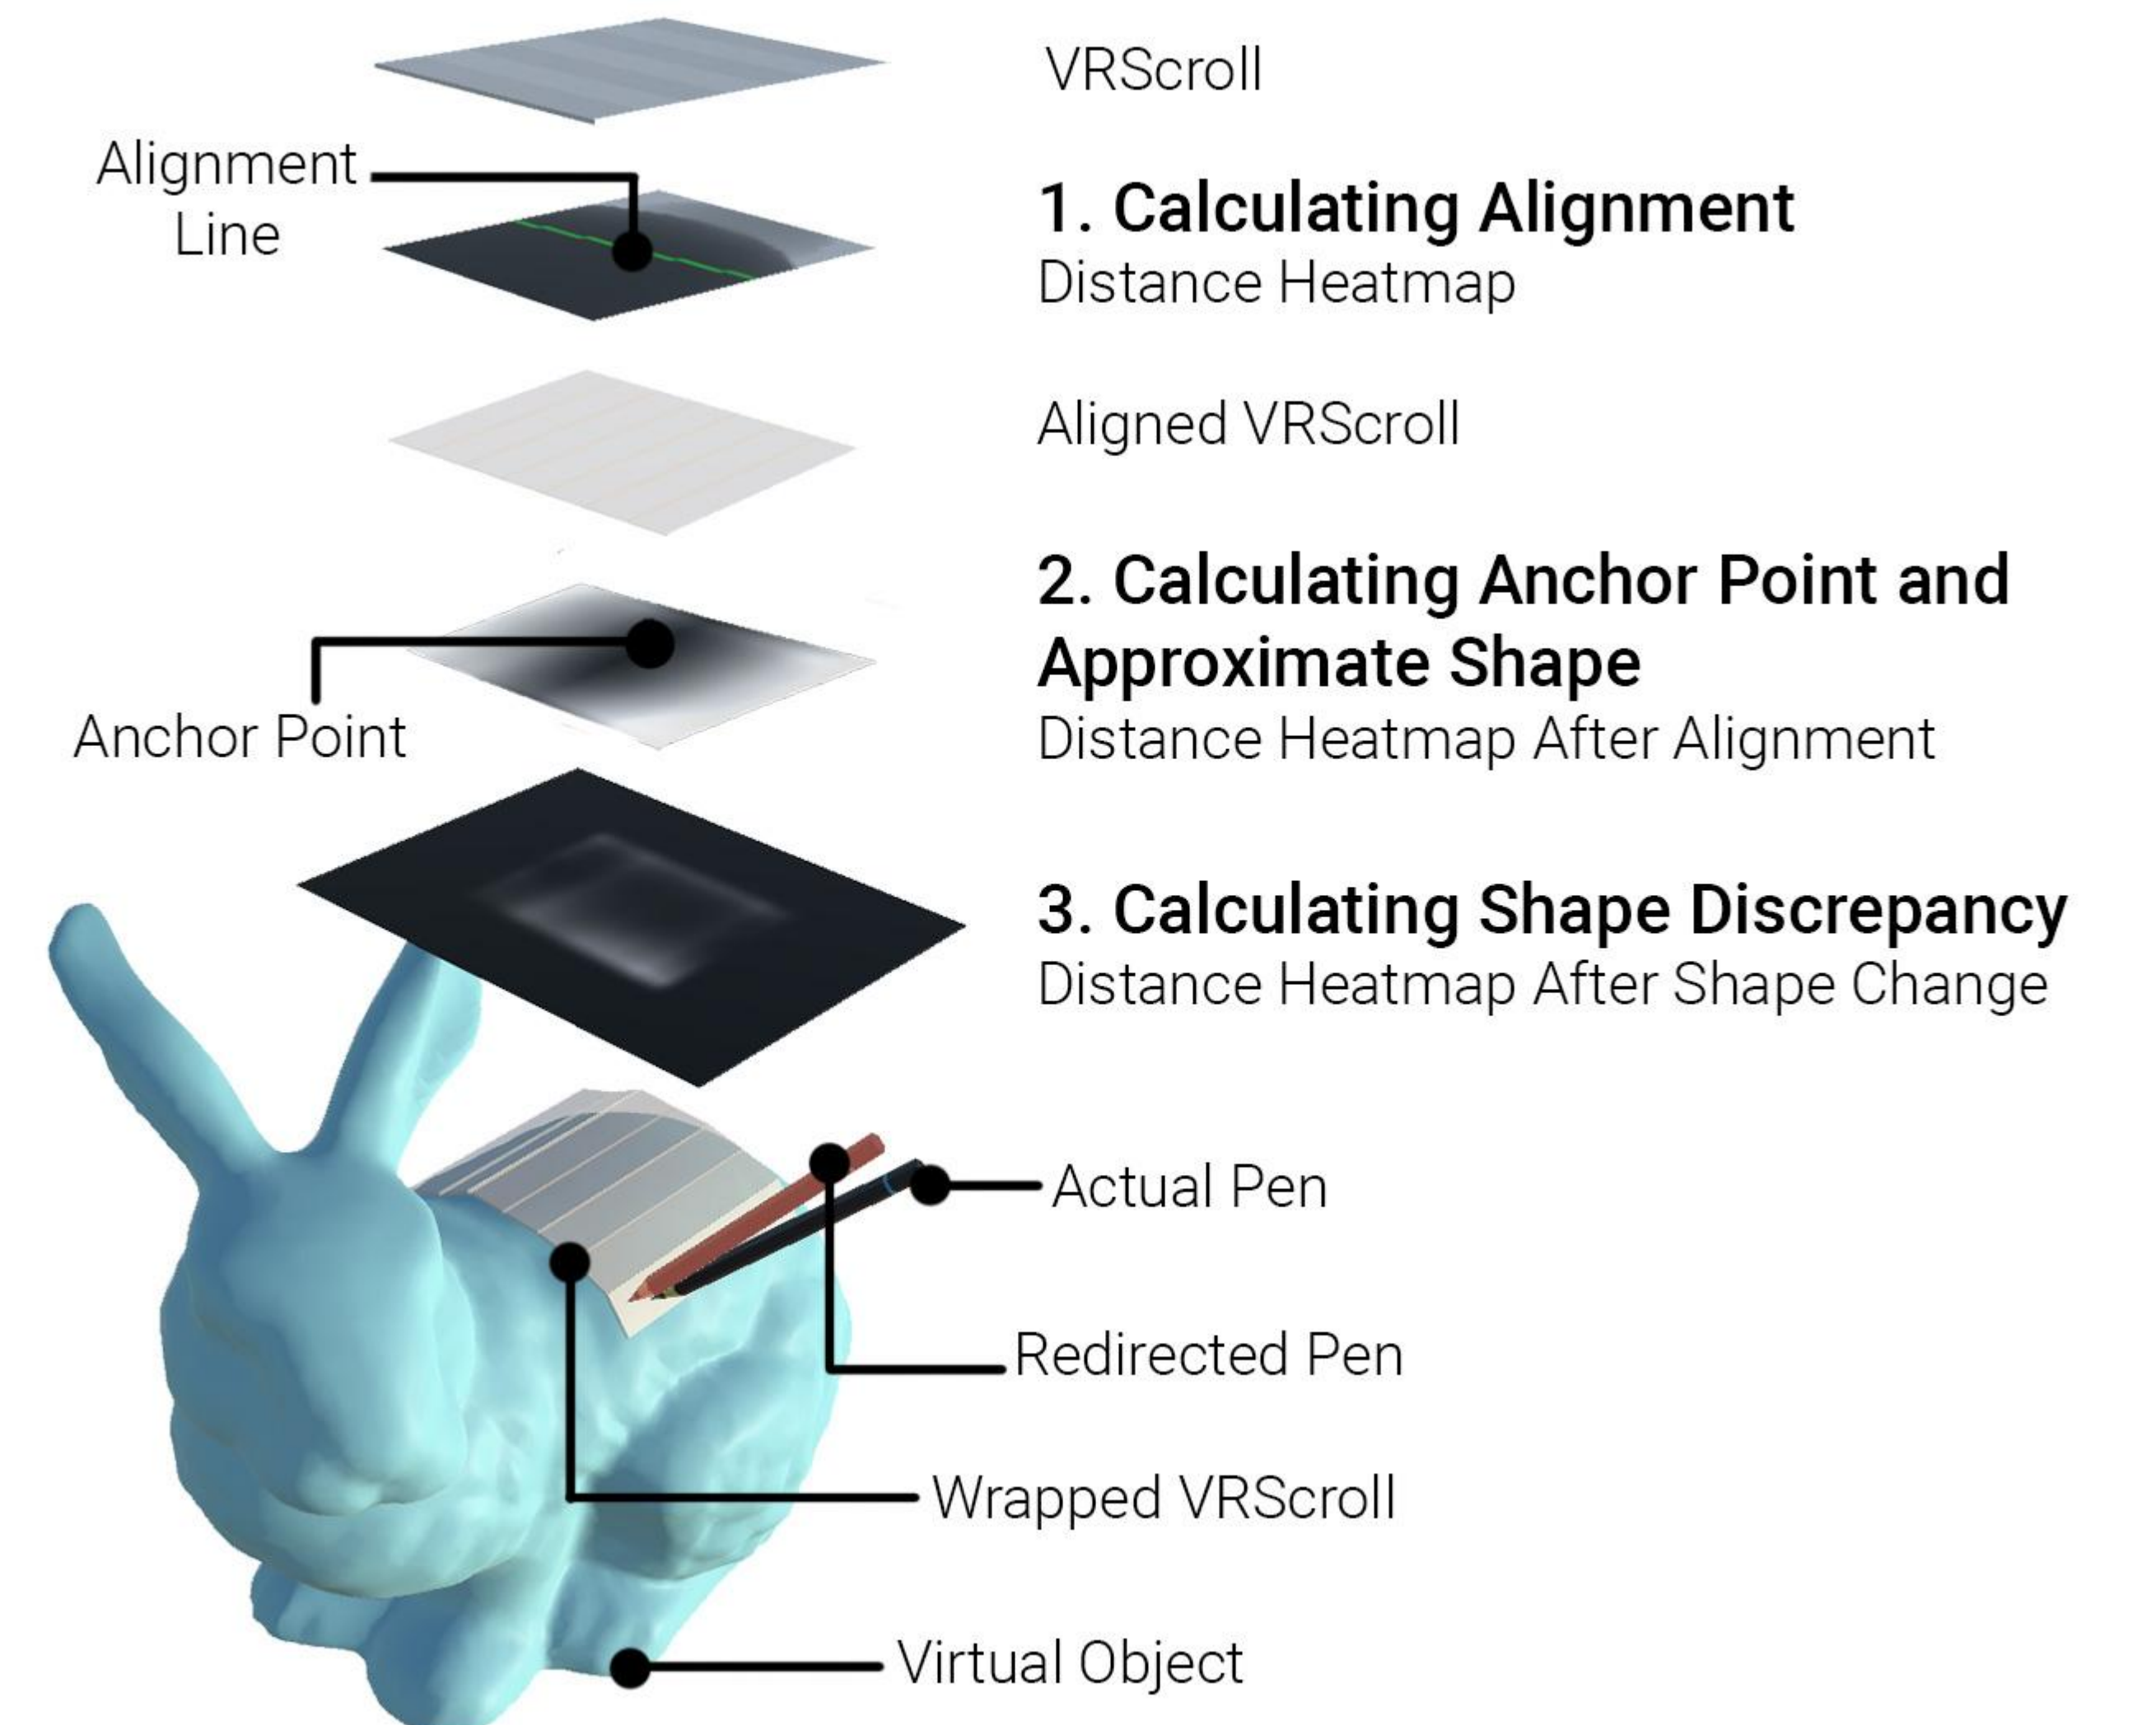 VRScroll
Alignment
Line
1. Calculating Alignment
Distance Heatmap
Aligned VRScroll
2. Calculating Anchor Point and
Approximate Shape
Distance Heatmap After Alignment
Anchor Point
3. Calculating Shape Discrepancy
Distance Heatmap After Shape Change
Actual Pen
Redirected Pen
Wrapped VRScroll
Virtual Object